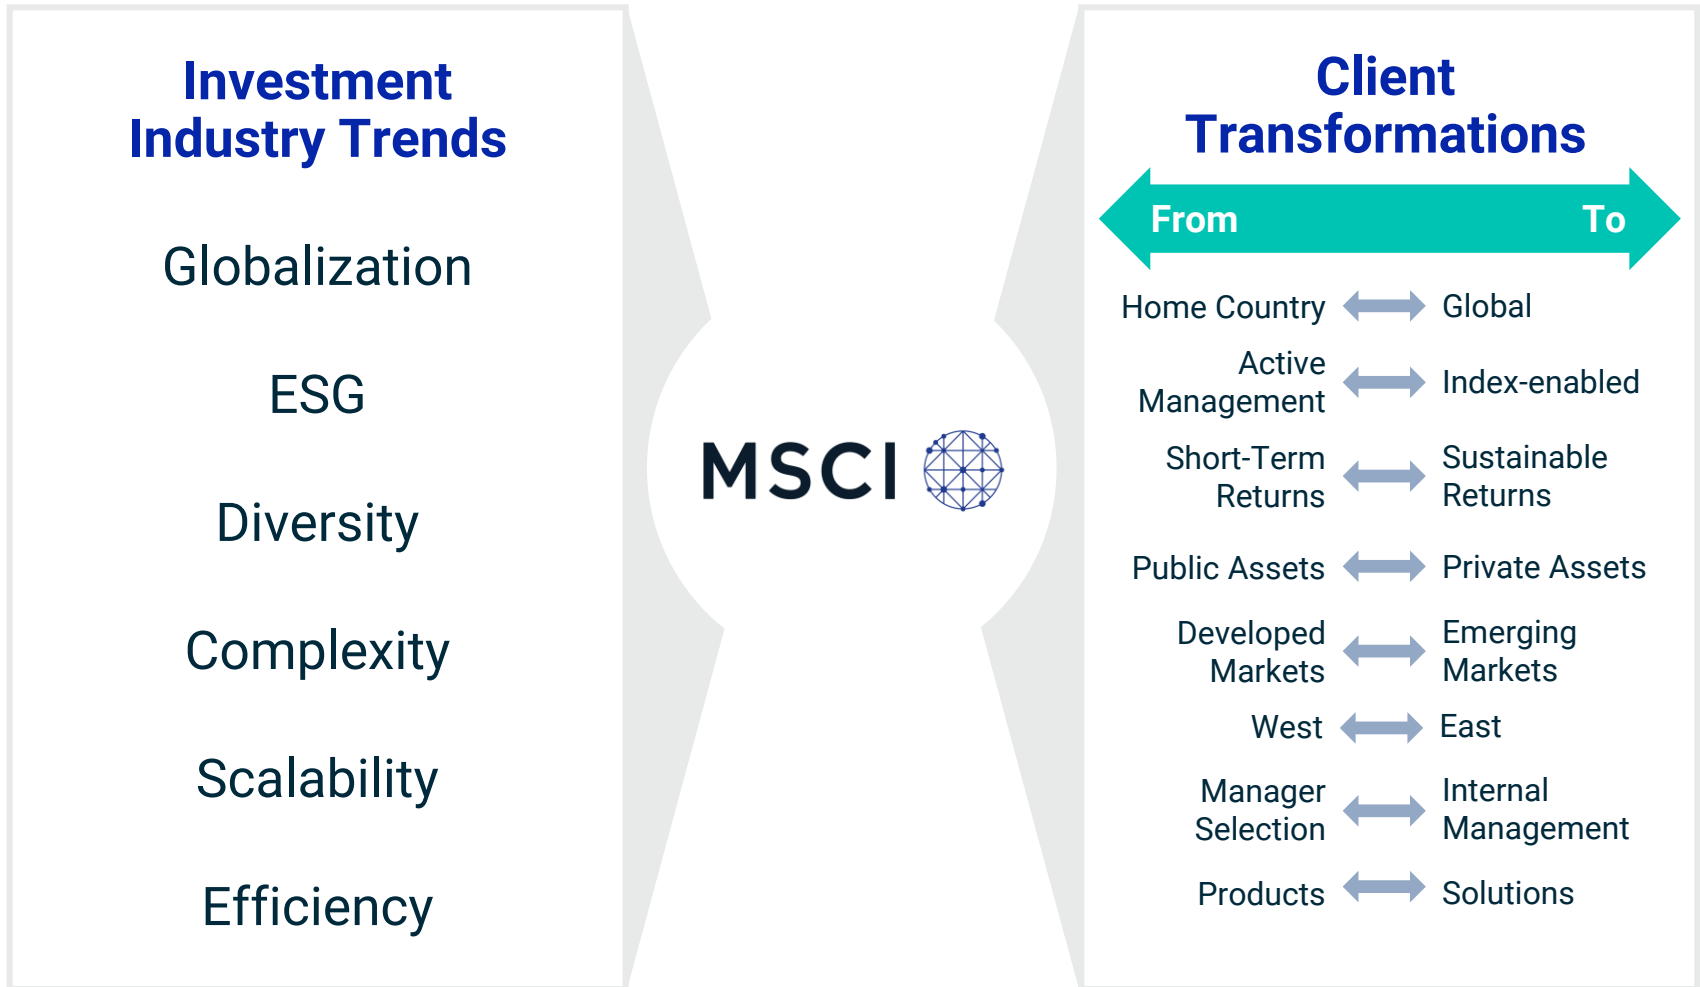 Investment
Industry Trends
Globalization
ESG
Diversity
Complexity
Scalability
Efficiency
MSCI
Client
Transformations
From To
Home Country Global
Active
Management Index-enabled
Short-Term
Returns
Sustainable
Returns
Public Assets Private Assets
Developed
Markets
Emerging
Markets
West East
Manager
Selection
Internal
Management
Products Solutions